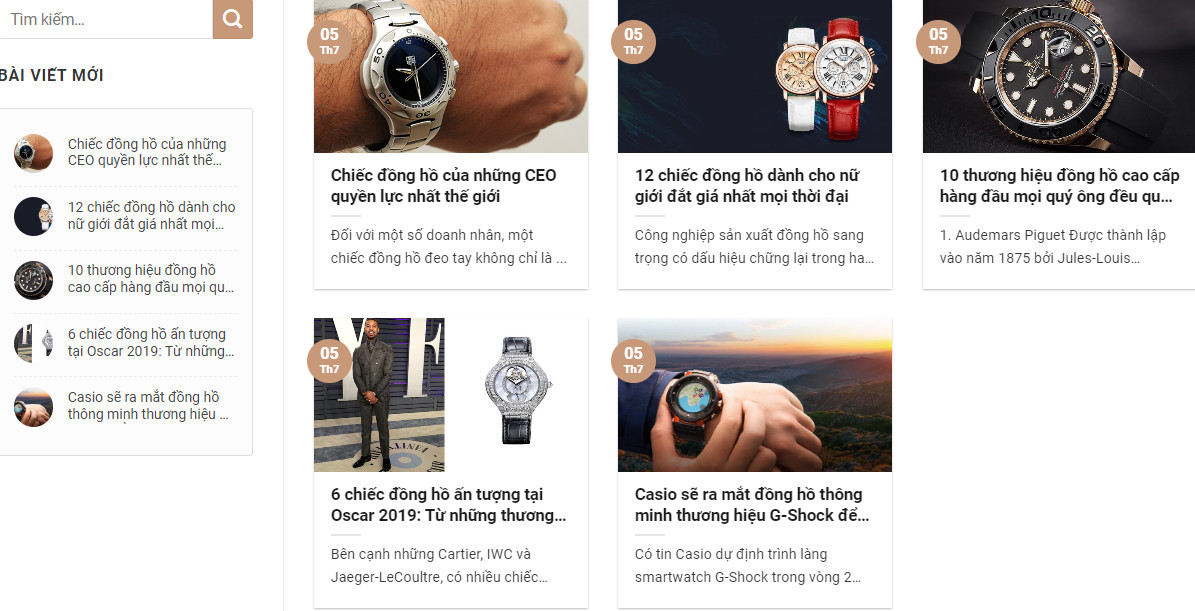 Tìm kiếm...
BÀI VIẾT MỚI
Chiếc đồng hồ của những
CEO quyền lực nhất thế...
12 chiếc đồng hồ dành cho
nữ giới đắt giá nhất mọi...
10 thương hiệu đồng hồ
cao cấp hàng đầu mọi qu...
6 chiếc đồng hồ ấn tượng
tại Oscar 2019: Từ những...
Casio sẽ ra mắt đồng hồ
thông minh thương hiệu ...
05
Th7
Chiếc đồng hồ của những CEO
quyền lực nhất thế giới
Đối với một số doanh nhân, một
chiếc đồng hồ đeo tay không chỉ là ...
05
Th7
12 chiếc đồng hồ dành cho nữ
giới đắt giá nhất mọi thời đại
Công nghiệp sản xuất đồng hồ sang
trọng có dấu hiệu chững lại trong ha...
05
Th7
10 thương hiệu đồng hồ cao cấp
hàng đầu mọi quý ông đều qu...
1. Audemars Piguet Được thành lập
vào năm 1875 bởi Jules-Louis...
05
Th7
6 chiếc đồng hồ ấn tượng tại
Oscar 2019: Từ những thương...
Bên cạnh những Cartier, IWC và
Jaeger-LeCoultre, có nhiều chiếc...
05
Th7
Casio sẽ ra mắt đồng hồ thông
minh thương hiệu G-Shock để...
Có tin Casio dự định trình làng
smartwatch G-Shock trong vòng 2...